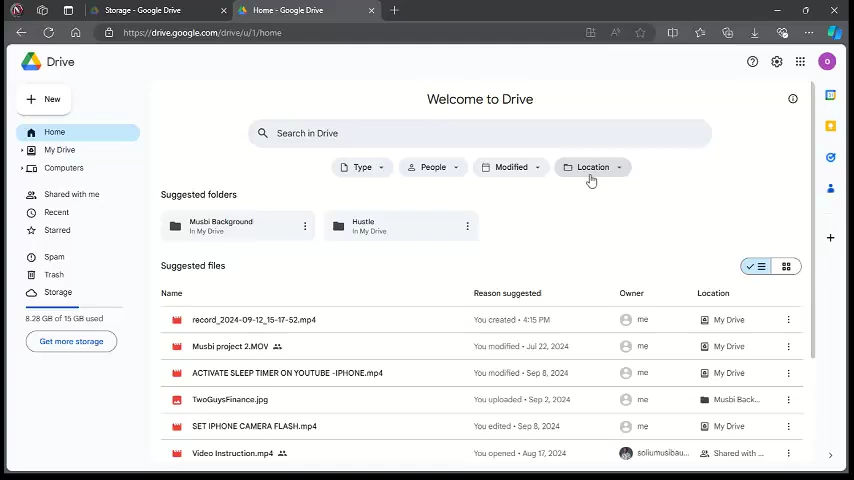 Storage - Google Drive
Home - Google Drive
https://drive.google.com/drive/u/1/home
Drive
New
Home
My Drive
Computers
Shared with me
Recent
Starred
Spam
Trash
Storage
8.28 GB of 15 GB used
Get more storage
Welcome to Drive
Search in Drive
Type People Modified Location
Suggested folders
Musbi Background
In My Drive
Hustle
In My Drive
Suggested files
Name Reason suggested Owner Location
record_2024-09-12_15-17-52.mp4 You created • 4:15 PM me My Drive
Musbi project 2.MOV You modified • Jul 22, 2024 me My Drive
ACTIVATE SLEEP TIMER ON YOUTUBE -IPHONE.mp4 You modified • Sep 8, 2024 me My Drive
TwoGuysFinance.jpg You uploaded • Sep 2, 2024 me Musbi Back...
SET IPHONE CAMERA FLASH.mp4 You edited • Sep 8, 2024 me My Drive
Video Instruction.mp4 You opened • Aug 17, 2024 soliumusibau... Shared with ...